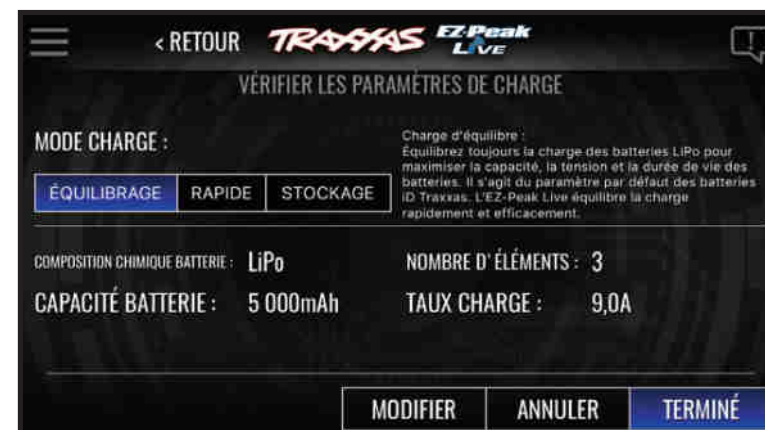 < RETOUR TRAXXAS EZ-Peak LIVE
VÉRIFIER LES PARAMÈTRES DE CHARGE
MODE CHARGE :
ÉQUILIBRAGE RAPIDE STOCKAGE
Charge d'équilibre :
Équilibrez toujours la charge des batteries LiPo pour
maximiser la capacité, la tension et la durée de vie des
batteries. Il s'agit du paramètre par défaut des batteries
iD Traxxas. L'EZ-Peak Live équilibre la charge
rapidement et efficacement.
COMPOSITION CHIMIQUE BATTERIE : LiPo
NOMBRE D'ÉLÉMENTS : 3
CAPACITÉ BATTERIE : 5 000mAh
TAUX CHARGE : 9,0A
MODIFIER ANNULER TERMINÉ